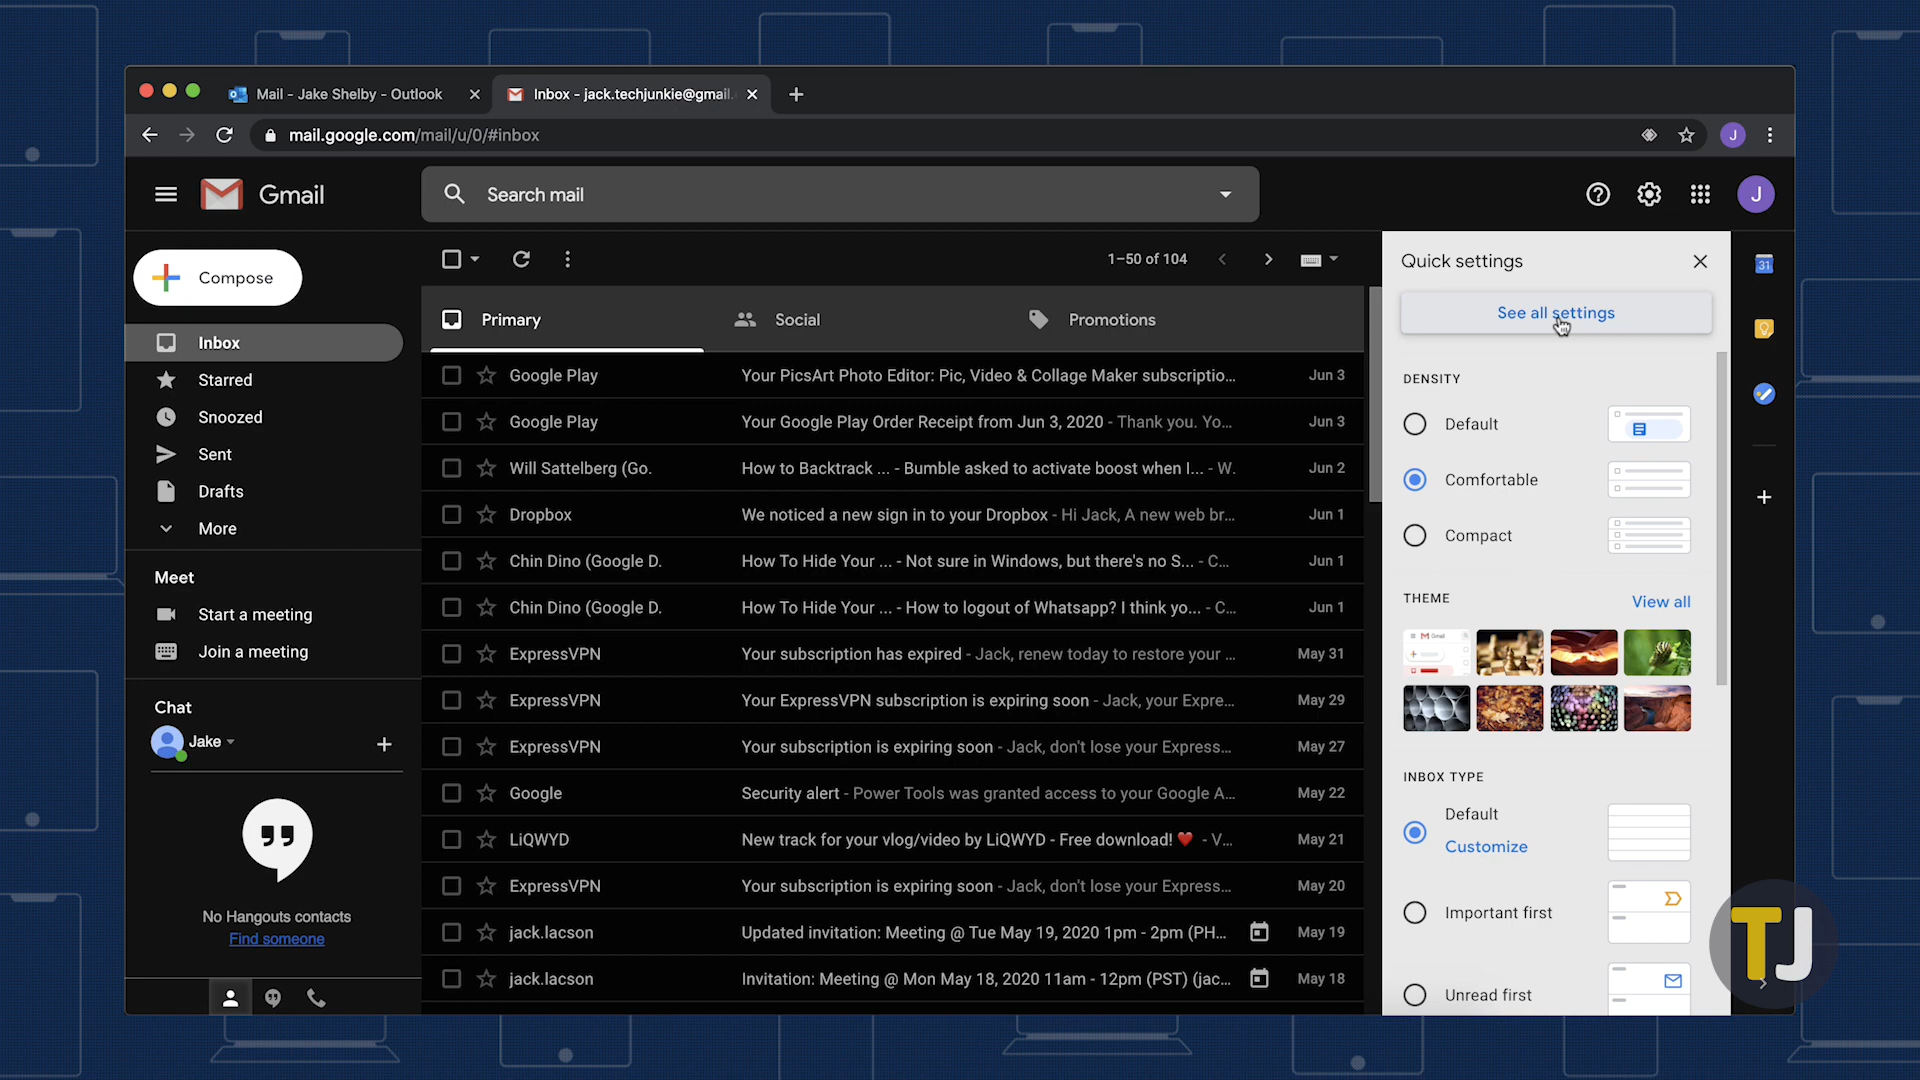 Mail - Jake Shelby - Outlook
Inbox - jack.techjunkie@gmail.
mail.google.com/mail/u/0/#inbox
J
Gmail
Search mail
J
Compose
1–50 of 104
Inbox
Starred
Snoozed
Sent
Drafts
More
Meet
Start a meeting
Join a meeting
Chat
Jake
No Hangouts contacts
Find someone
Primary
Social
Promotions
Google Play Your PicsArt Photo Editor: Pic, Video & Collage Maker subscriptio... Jun 3
Google Play Your Google Play Order Receipt from Jun 3, 2020 - Thank you. Yo... Jun 3
Will Sattelberg (Go. How to Backtrack ... - Bumble asked to activate boost when I... - W. Jun 2
Dropbox We noticed a new sign in to your Dropbox - Hi Jack, A new web br... Jun 1
Chin Dino (Google D. How To Hide Your ... - Not sure in Windows, but there's no S... - C... Jun 1
Chin Dino (Google D. How To Hide Your ... - How to logout of Whatsapp? I think yo... - C... Jun 1
ExpressVPN Your subscription has expired - Jack, renew today to restore your ... May 31
ExpressVPN Your ExpressVPN subscription is expiring soon - Jack, your Expre... May 29
ExpressVPN Your subscription is expiring soon - Jack, don't lose your Express... May 27
Google Security alert - Power Tools was granted access to your Google A... May 22
LiQWYD New track for your vlog/video by LiQWYD - Free download! ❤ - V... May 21
ExpressVPN Your subscription is expiring soon - Jack, don't lose your Express... May 20
jack.lacson Updated invitation: Meeting @ Tue May 19, 2020 1pm - 2pm (PH... May 19
jack.lacson Invitation: Meeting @ Mon May 18, 2020 11am - 12pm (PST) (jac... May 18
Quick settings
See all settings
DENSITY
Default
Comfortable
Compact
THEME View all
Gmail
INBOX TYPE
Default
Customize
Important first
Unread first
31
TJ